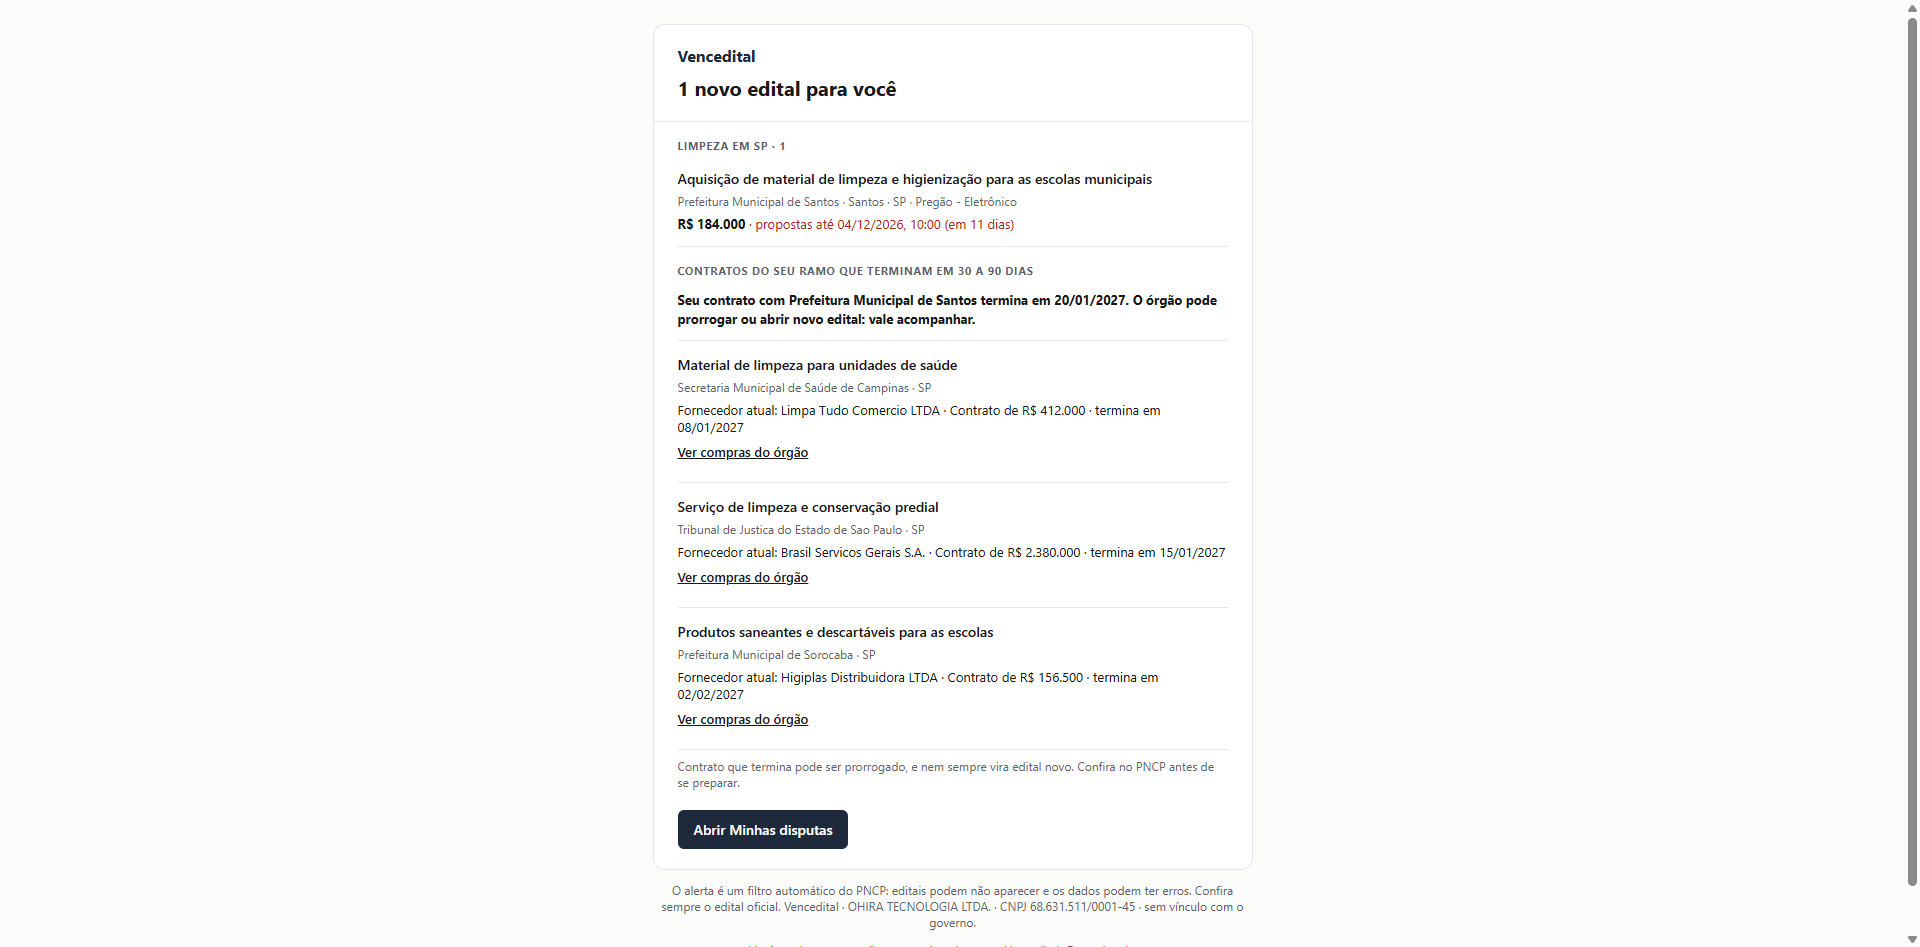 Vencedital
1 novo edital para você
LIMPEZA EM SP · 1
Aquisição de material de limpeza e higienização para as escolas municipais
Prefeitura Municipal de Santos · Santos · SP · Pregão - Eletrônico
R$ 184.000 · propostas até 04/12/2026, 10:00 (em 11 dias)
CONTRATOS DO SEU RAMO QUE TERMINAM EM 30 A 90 DIAS
Seu contrato com Prefeitura Municipal de Santos termina em 20/01/2027. O órgão pode
prorrogar ou abrir novo edital: vale acompanhar.
Material de limpeza para unidades de saúde
Secretaria Municipal de Saúde de Campinas · SP
Fornecedor atual: Limpa Tudo Comercio LTDA · Contrato de R$ 412.000 · termina em
08/01/2027
Ver compras do órgão
Serviço de limpeza e conservação predial
Tribunal de Justica do Estado de Sao Paulo · SP
Fornecedor atual: Brasil Servicos Gerais S.A. · Contrato de R$ 2.380.000 · termina em 15/01/2027
Ver compras do órgão
Produtos saneantes e descartáveis para as escolas
Prefeitura Municipal de Sorocaba · SP
Fornecedor atual: Higiplas Distribuidora LTDA · Contrato de R$ 156.500 · termina em
02/02/2027
Ver compras do órgão
Contrato que termina pode ser prorrogado, e nem sempre vira edital novo. Confira no PNCP antes de
se preparar.
Abrir Minhas disputas
O alerta é um filtro automático do PNCP: editais podem não aparecer e os dados podem ter erros. Confira
sempre o edital oficial. Vencedital · OHIRA TECNOLOGIA LTDA. · CNPJ 68.631.511/0001-45 · sem vínculo com o
governo.